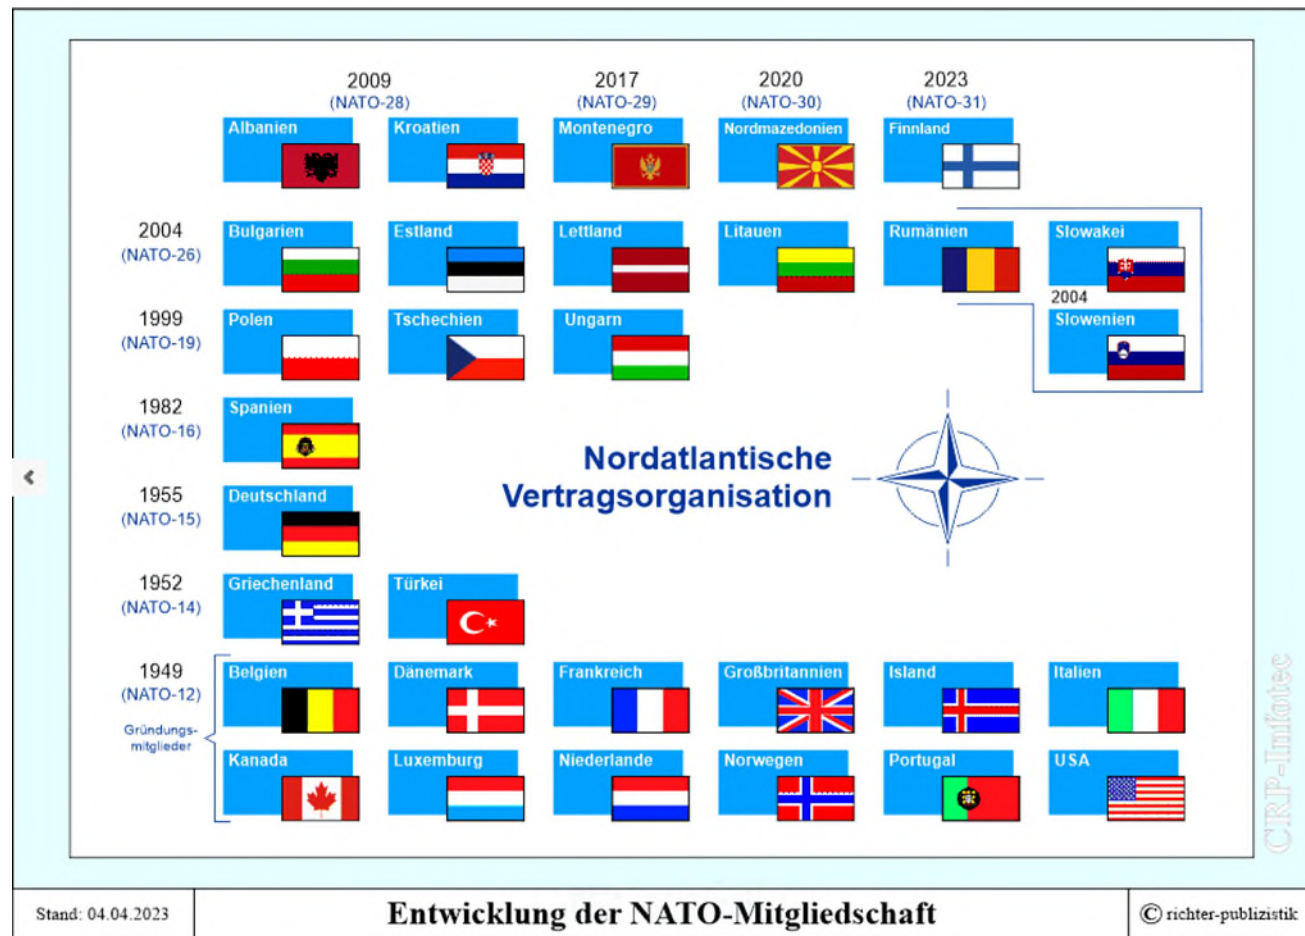 2009
(NATO-28)
2017
(NATO-29)
2020
(NATO-30)
2023
(NATO-31)
Albanien
Kroatien
Montenegro
Nordmazedonien
Finnland
2004
(NATO-26)
Bulgarien
Estland
Lettland
Litauen
Rumänien
Slowakei
2004
Slowenien
1999
(NATO-19)
Polen
Tschechien
Ungarn
1982
(NATO-16)
Spanien
Nordatlantische
Vertragsorganisation
1955
(NATO-15)
Deutschland
1952
(NATO-14)
Griechenland
Türkei
1949
(NATO-12)
Gründungs-
mitglieder
Belgien
Dänemark
Frankreich
Großbritannien
Island
Italien
Kanada
Luxemburg
Niederlande
Norwegen
Portugal
USA
CIRP-Infotec
Stand: 04.04.2023
Entwicklung der NATO-Mitgliedschaft
© richter-publizistik